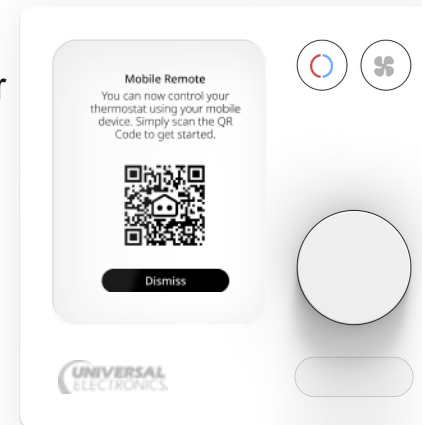 r
Mobile Remote
You can now control your
thermostat using your mobile
device. Simply scan the QR
Code to get started.
Dismiss
UNIVERSAL
ELECTRONICS.